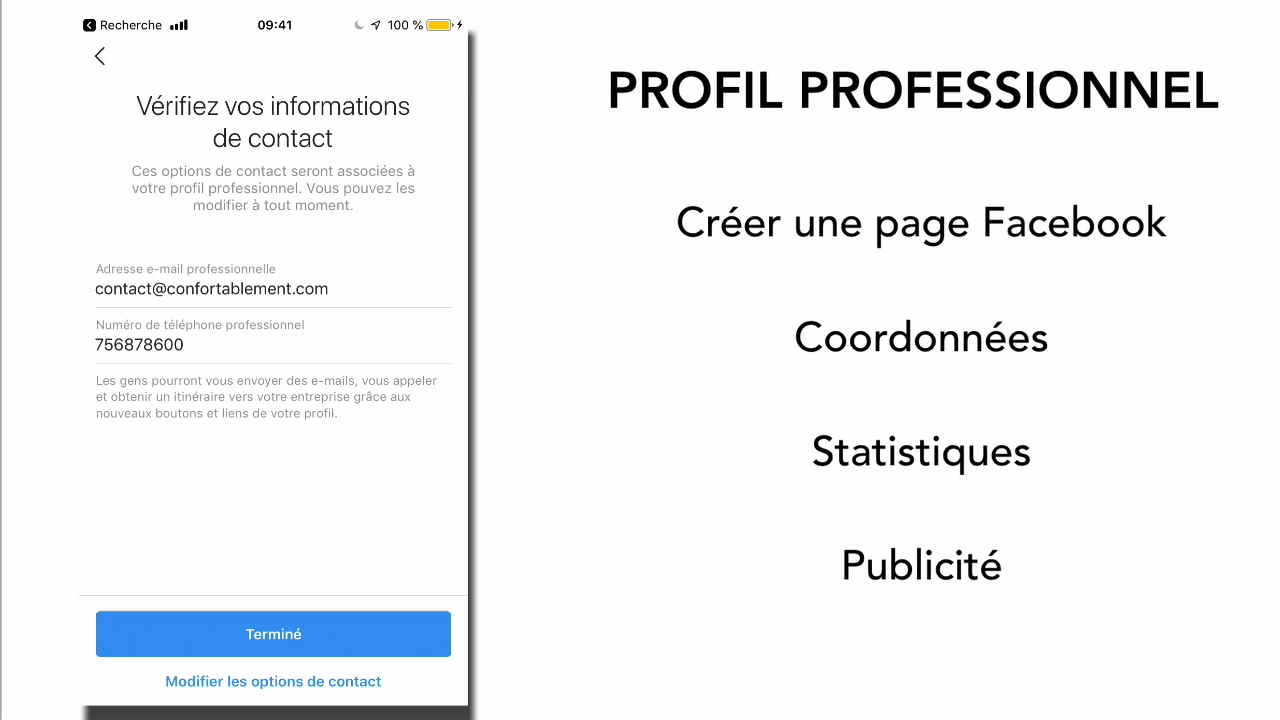 Recherche 09:41 100 %
Vérifiez vos informations
de contact
Ces options de contact seront associées à
votre profil professionnel. Vous pouvez les
modifier à tout moment.
Adresse e-mail professionnelle
contact@confortablement.com
Numéro de téléphone professionnel
756878600
Les gens pourront vous envoyer des e-mails, vous appeler
et obtenir un itinéraire vers votre entreprise grâce aux
nouveaux boutons et liens de votre profil.
Terminé
Modifier les options de contact
PROFIL PROFESSIONNEL
Créer une page Facebook
Coordonnées
Statistiques
Publicité